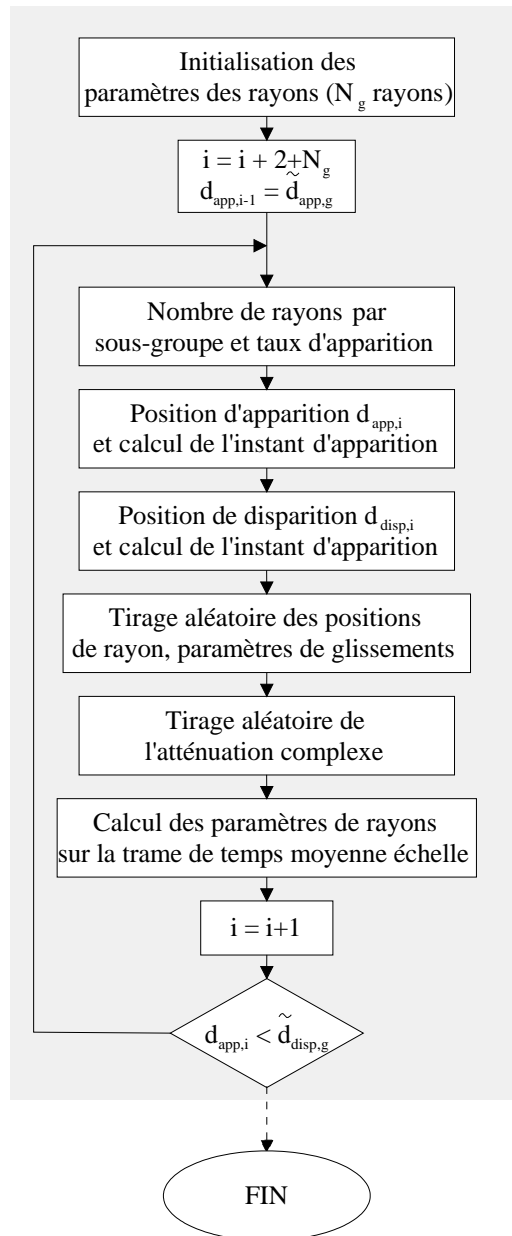 Initialisation des
paramètres des rayons (N_g rayons)
i = i + 2+N_g
d_app,i-1 = d̃_app,g
Nombre de rayons par
sous-groupe et taux d'apparition
Position d'apparition d_app,i
et calcul de l'instant d'apparition
Position de disparition d_disp,i
et calcul de l'instant d'apparition
Tirage aléatoire des positions
de rayon, paramètres de glissements
Tirage aléatoire de
l'atténuation complexe
Calcul des paramètres de rayons
sur la trame de temps moyenne échelle
i = i+1
d_app,i < d̃_disp,g
FIN